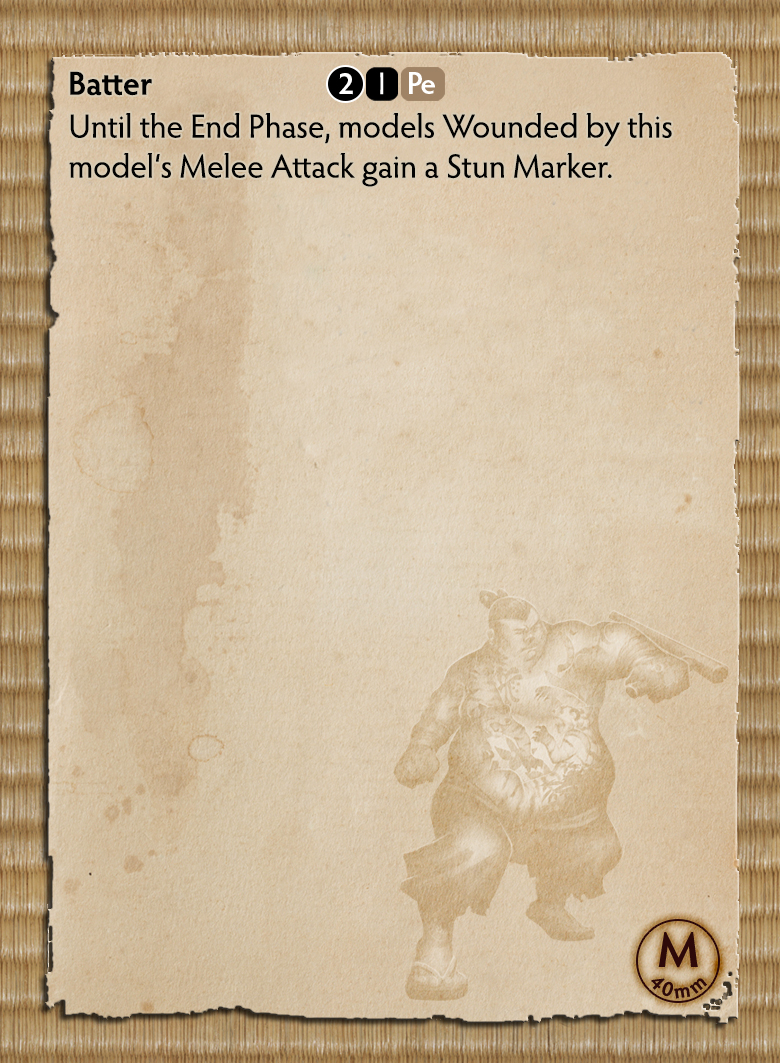 Batter 2 1 Pe
Until the End Phase, models Wounded by this
model's Melee Attack gain a Stun Marker.
M
40mm